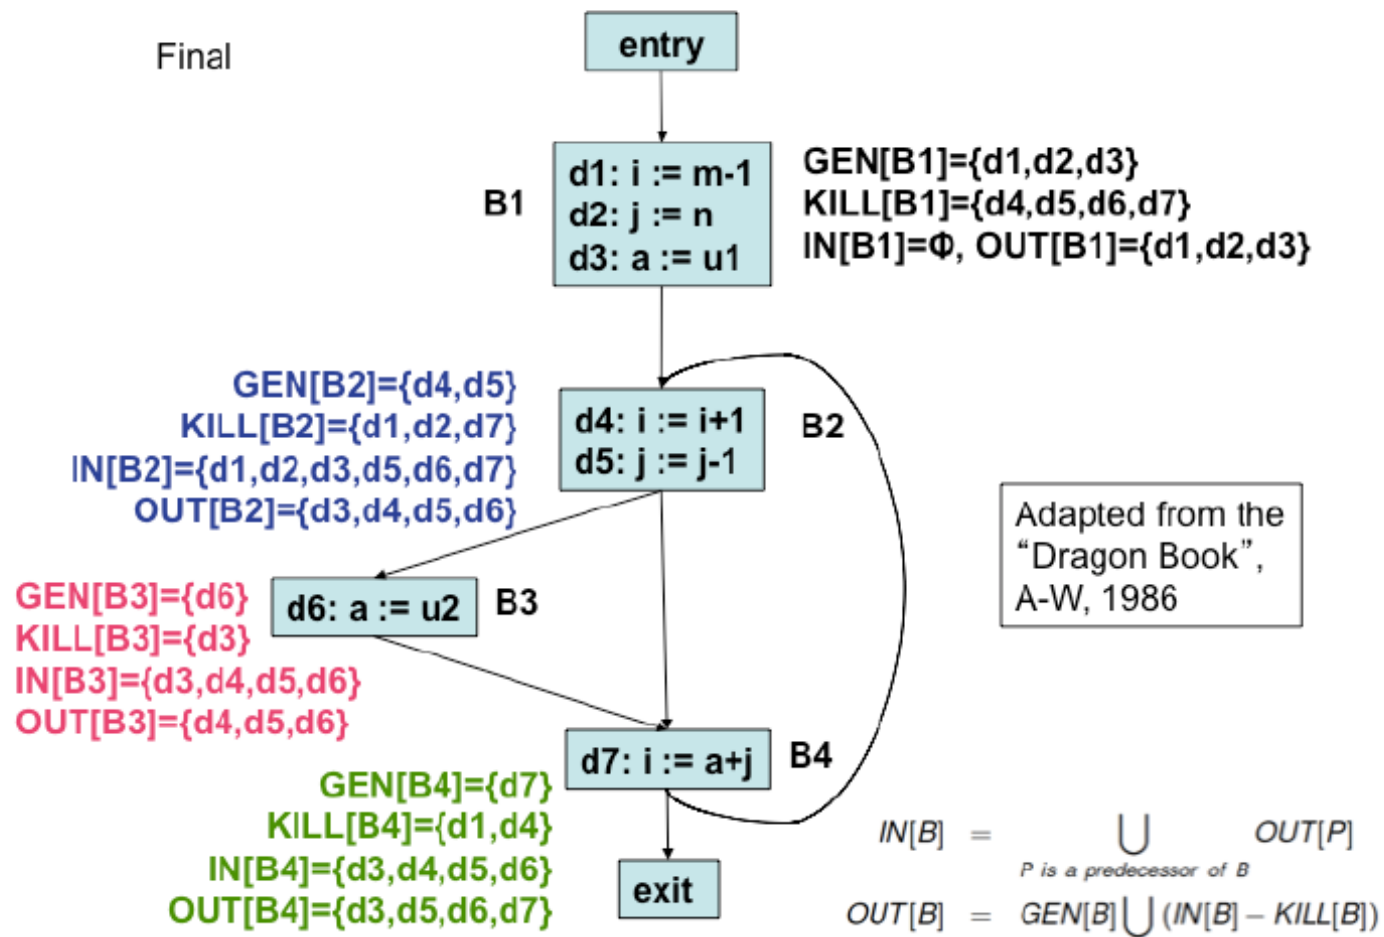 Final
entry
B1
d1: i := m-1
d2: j := n
d3: a := u1
GEN[B1]={d1,d2,d3}
KILL[B1]={d4,d5,d6,d7}
IN[B1]=Φ, OUT[B1]={d1,d2,d3}
GEN[B2]={d4,d5}
KILL[B2]={d1,d2,d7}
IN[B2]={d1,d2,d3,d5,d6,d7}
OUT[B2]={d3,d4,d5,d6}
d4: i := i+1
d5: j := j-1
B2
Adapted from the
“Dragon Book”,
A-W, 1986
GEN[B3]={d6}
KILL[B3]={d3}
IN[B3]={d3,d4,d5,d6}
OUT[B3]={d4,d5,d6}
d6: a := u2
B3
d7: i := a+j
B4
GEN[B4]={d7}
KILL[B4]={d1,d4}
IN[B4]={d3,d4,d5,d6}
OUT[B4]={d3,d5,d6,d7}
exit
IN[B] = ⋃ OUT[P]
P is a predecessor of B
OUT[B] = GEN[B] ⋃ (IN[B] − KILL[B])